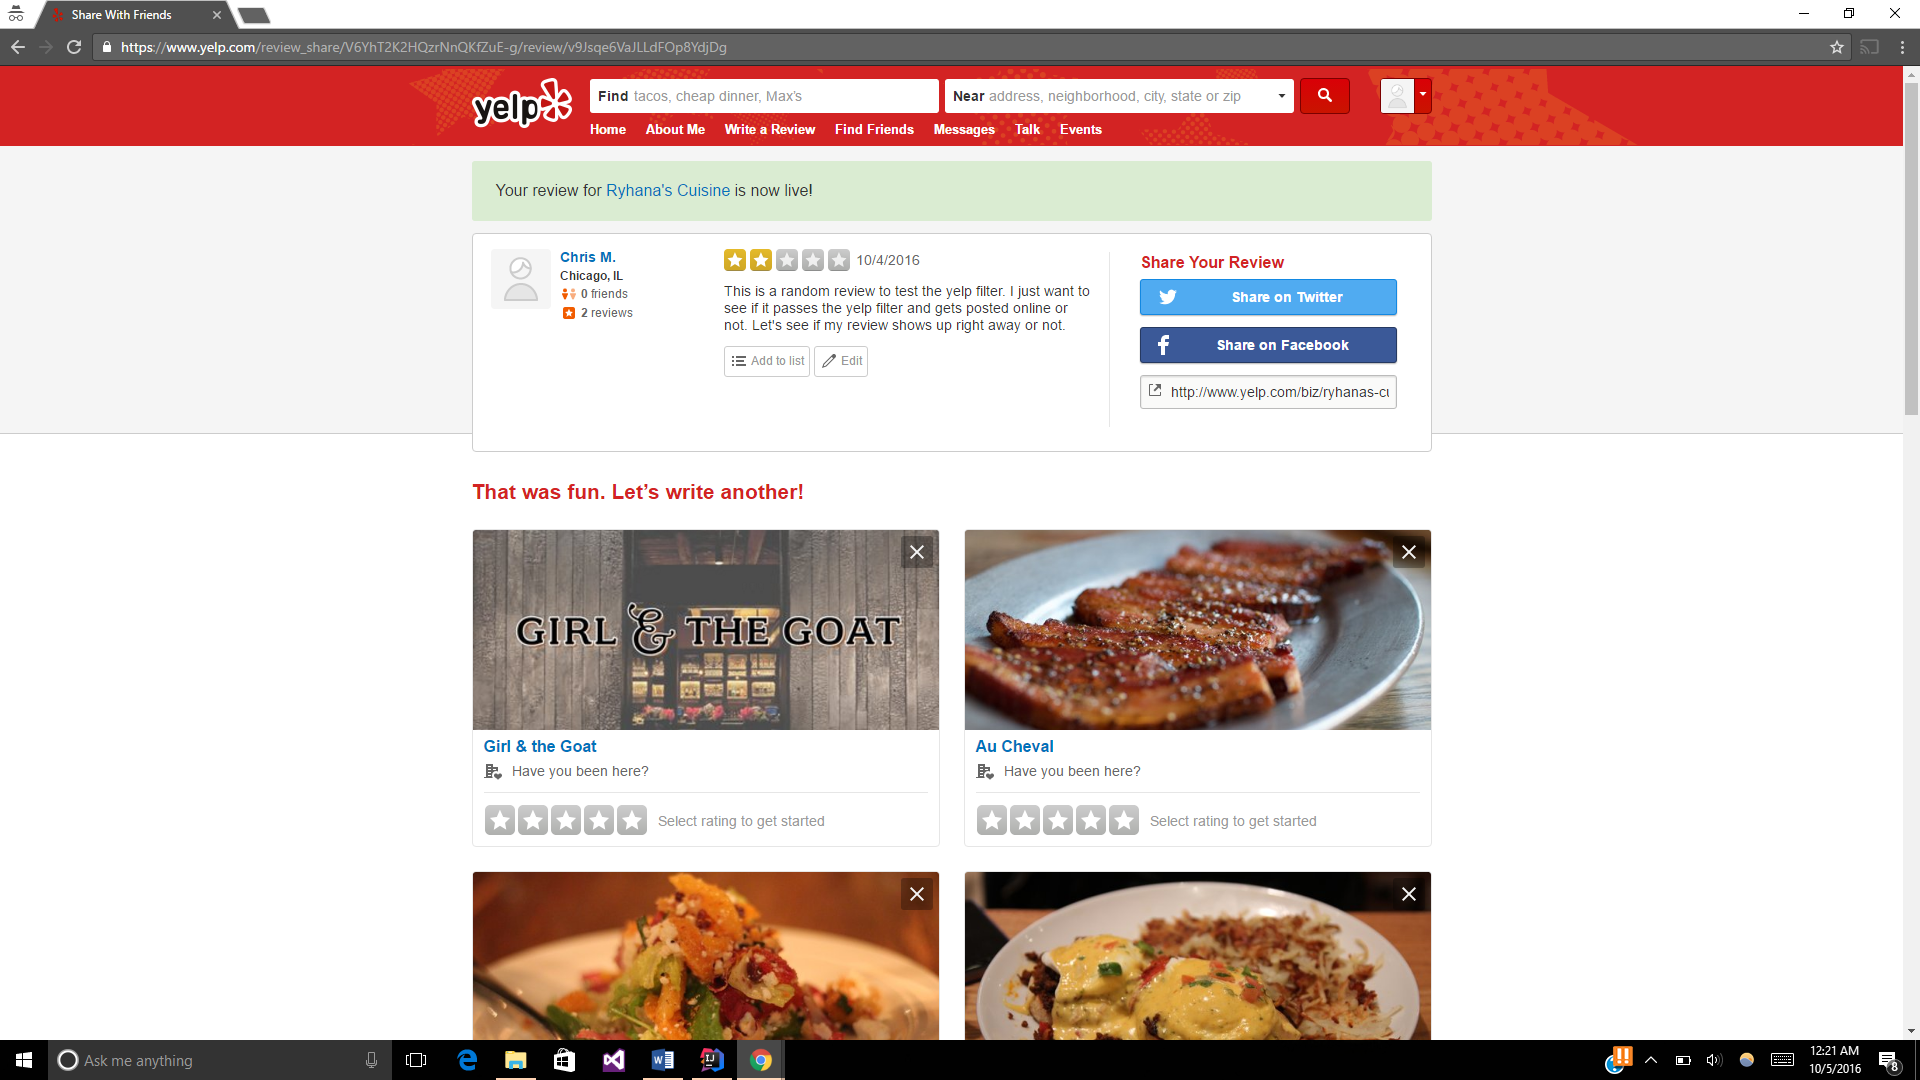 Share With Friends
https://www.yelp.com/review_share/V6YhT2K2HQzrNnQKfZuE-g/review/v9Jsqe6VaJLLdFOp8YdjDg
yelp
Find tacos, cheap dinner, Max's
Near address, neighborhood, city, state or zip
Home About Me Write a Review Find Friends Messages Talk Events
Your review for Ryhana's Cuisine is now live!
Chris M.
Chicago, IL
0 friends
2 reviews
10/4/2016
This is a random review to test the yelp filter. I just want to
see if it passes the yelp filter and gets posted online or
not. Let's see if my review shows up right away or not.
Add to list Edit
Share Your Review
Share on Twitter
Share on Facebook
http://www.yelp.com/biz/ryhanas-cu
That was fun. Let's write another!
GIRL & THE GOAT
Girl & the Goat
Have you been here?
Select rating to get started
Au Cheval
Have you been here?
Select rating to get started
Ask me anything
12:21 AM
10/5/2016
8